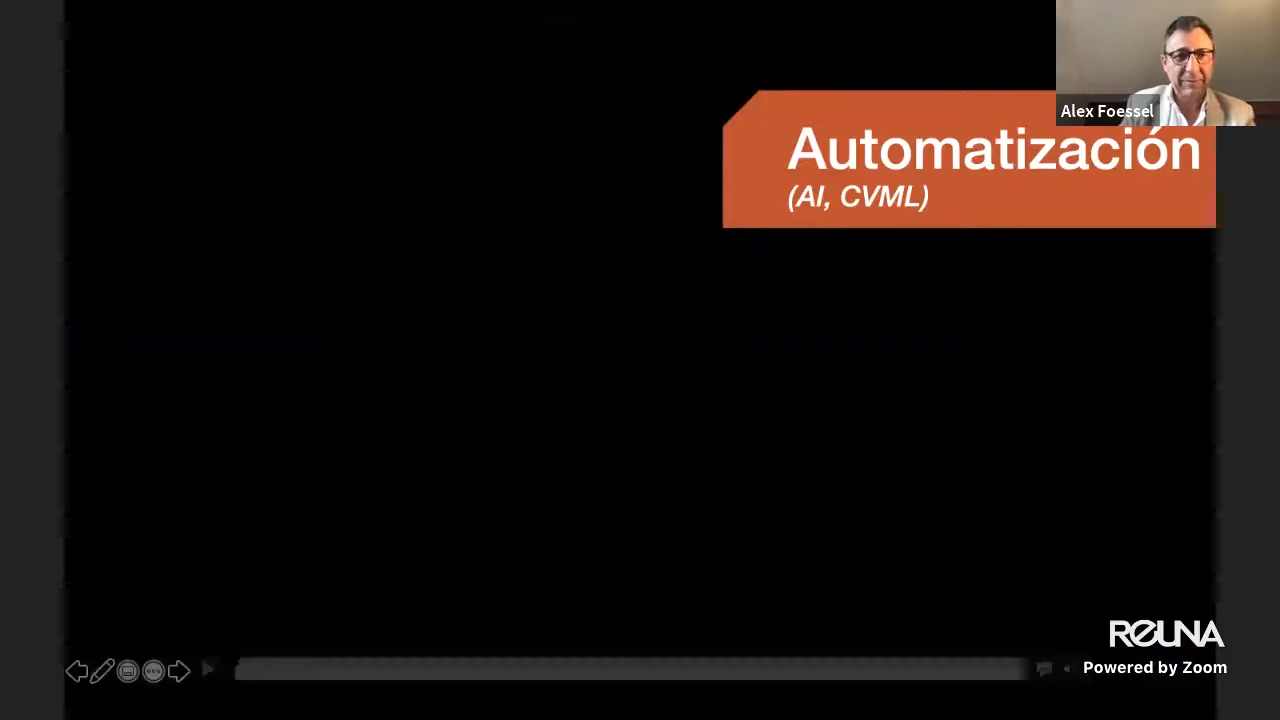 Alex Foessel
Automatización
(AI, CVML)
REUNA
Powered by Zoom